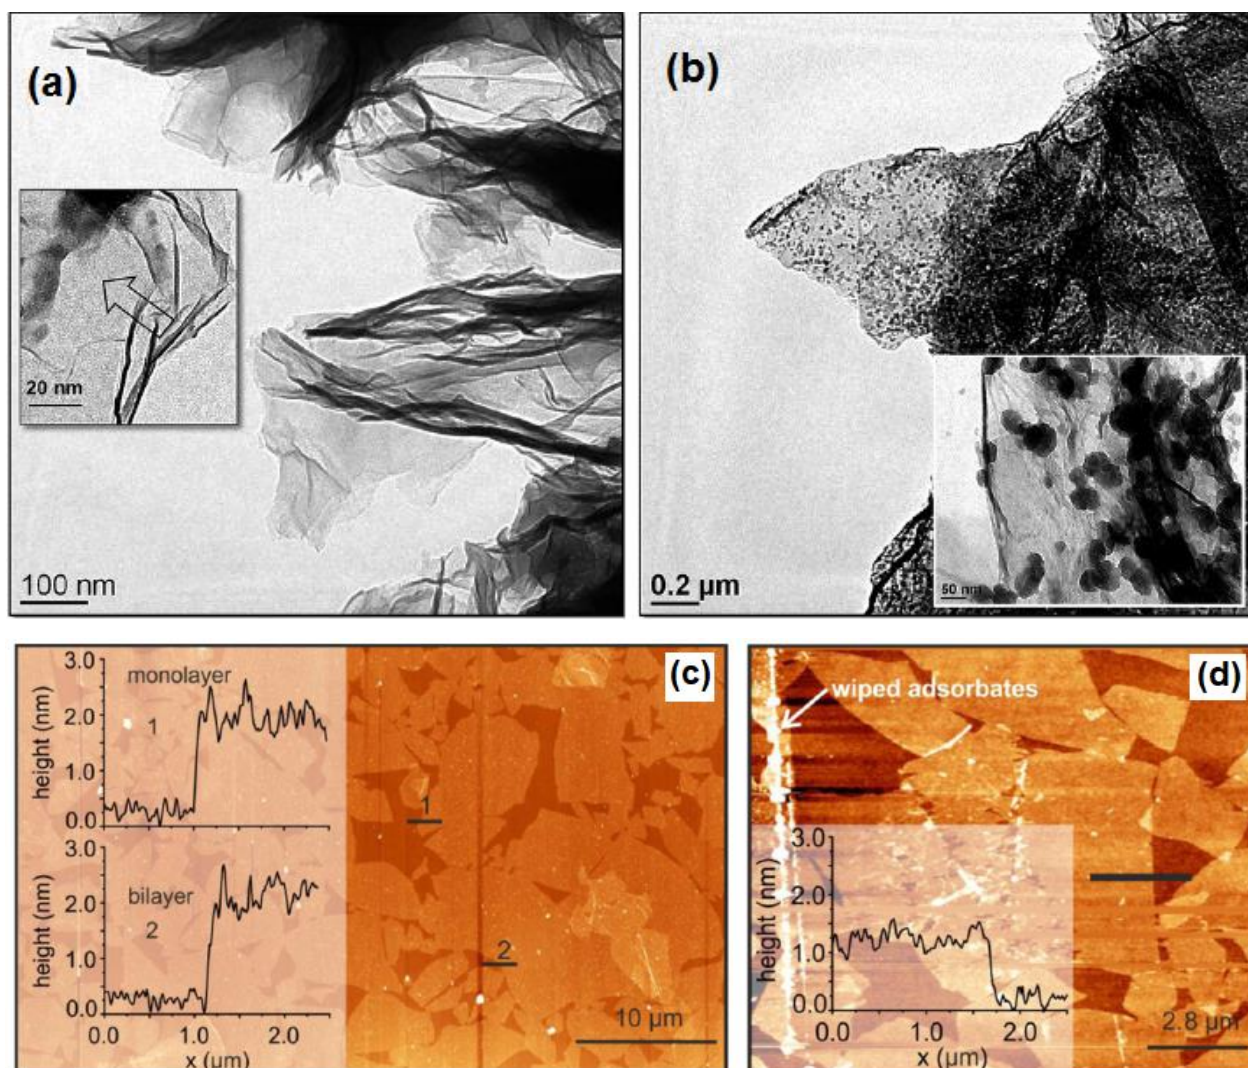 (a)
20 nm
100 nm
(b)
0.2 µm
50 nm
(c)
3.0
2.0
1.0
0.0
height (nm)
monolayer
1
3.0
2.0
1.0
0.0
height (nm)
bilayer
2
0.0
1.0
2.0
x (µm)
1
2
10 µm
(d)
wiped adsorbates
3.0
2.0
1.0
0.0
height (nm)
0.0
1.0
2.0
x (µm)
2.8 µm